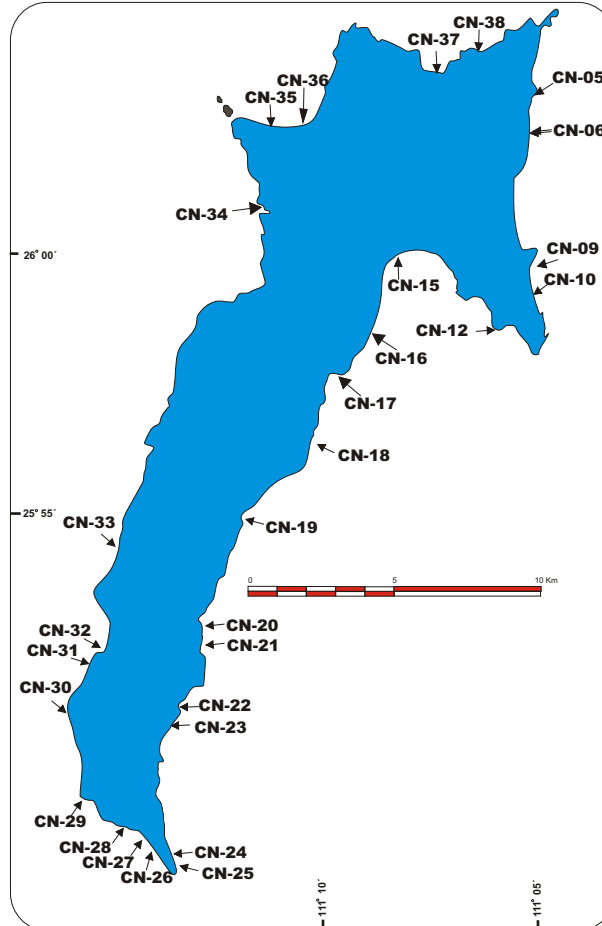 CN-38
CN-37
CN-36
CN-05
CN-35
CN-06
CN-34
CN-09
26° 00´
CN-10
CN-15
CN-12
CN-16
CN-17
CN-18
25° 55´
CN-33
CN-19
0 5 10 Km
CN-20
CN-32
CN-21
CN-31
CN-30
CN-22
CN-23
CN-29
CN-28
CN-24
CN-27
CN-25
CN-26
111° 10´
111° 05´